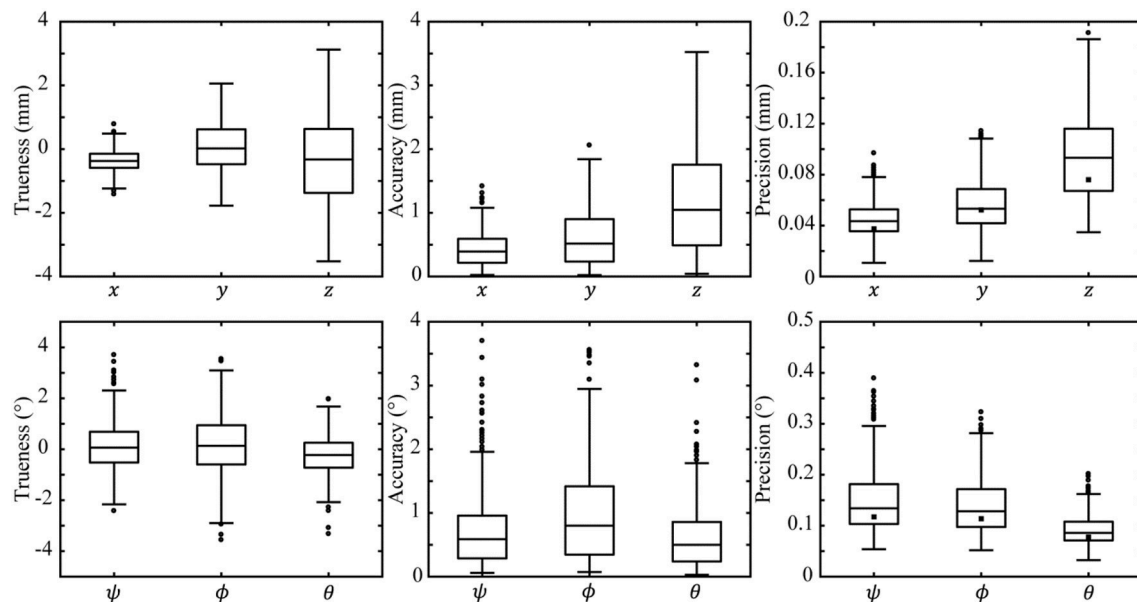 Trueness (mm)
4
2
0
-2
-4
x y z
Accuracy (mm)
4
3
2
1
0
x y z
Precision (mm)
0.2
0.16
0.12
0.08
0.04
0
x y z
Trueness (°)
4
2
0
-2
-4
ψ ϕ θ
Accuracy (°)
4
3
2
1
0
ψ ϕ θ
Precision (°)
0.5
0.4
0.3
0.2
0.1
0
ψ ϕ θ